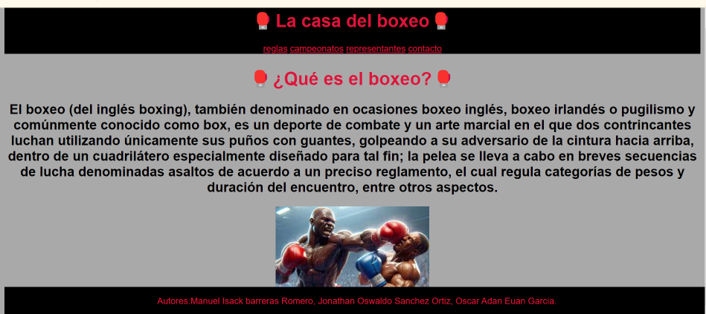 🥊 La casa del boxeo 🥊
reglas campeonatos representantes contacto
🥊 ¿Qué es el boxeo? 🥊
El boxeo (del inglés boxing), también denominado en ocasiones boxeo inglés, boxeo irlandés o pugilismo y
comúnmente conocido como box, es un deporte de combate y un arte marcial en el que dos contrincantes
luchan utilizando únicamente sus puños con guantes, golpeando a su adversario de la cintura hacia arriba,
dentro de un cuadrilátero especialmente diseñado para tal fin; la pelea se lleva a cabo en breves secuencias
de lucha denominadas asaltos de acuerdo a un preciso reglamento, el cual regula categorías de pesos y
duración del encuentro, entre otros aspectos.
Autores Manuel Isack barreras Romero, Jonathan Oswaldo Sanchez Ortiz, Oscar Adan Euan Garcia.